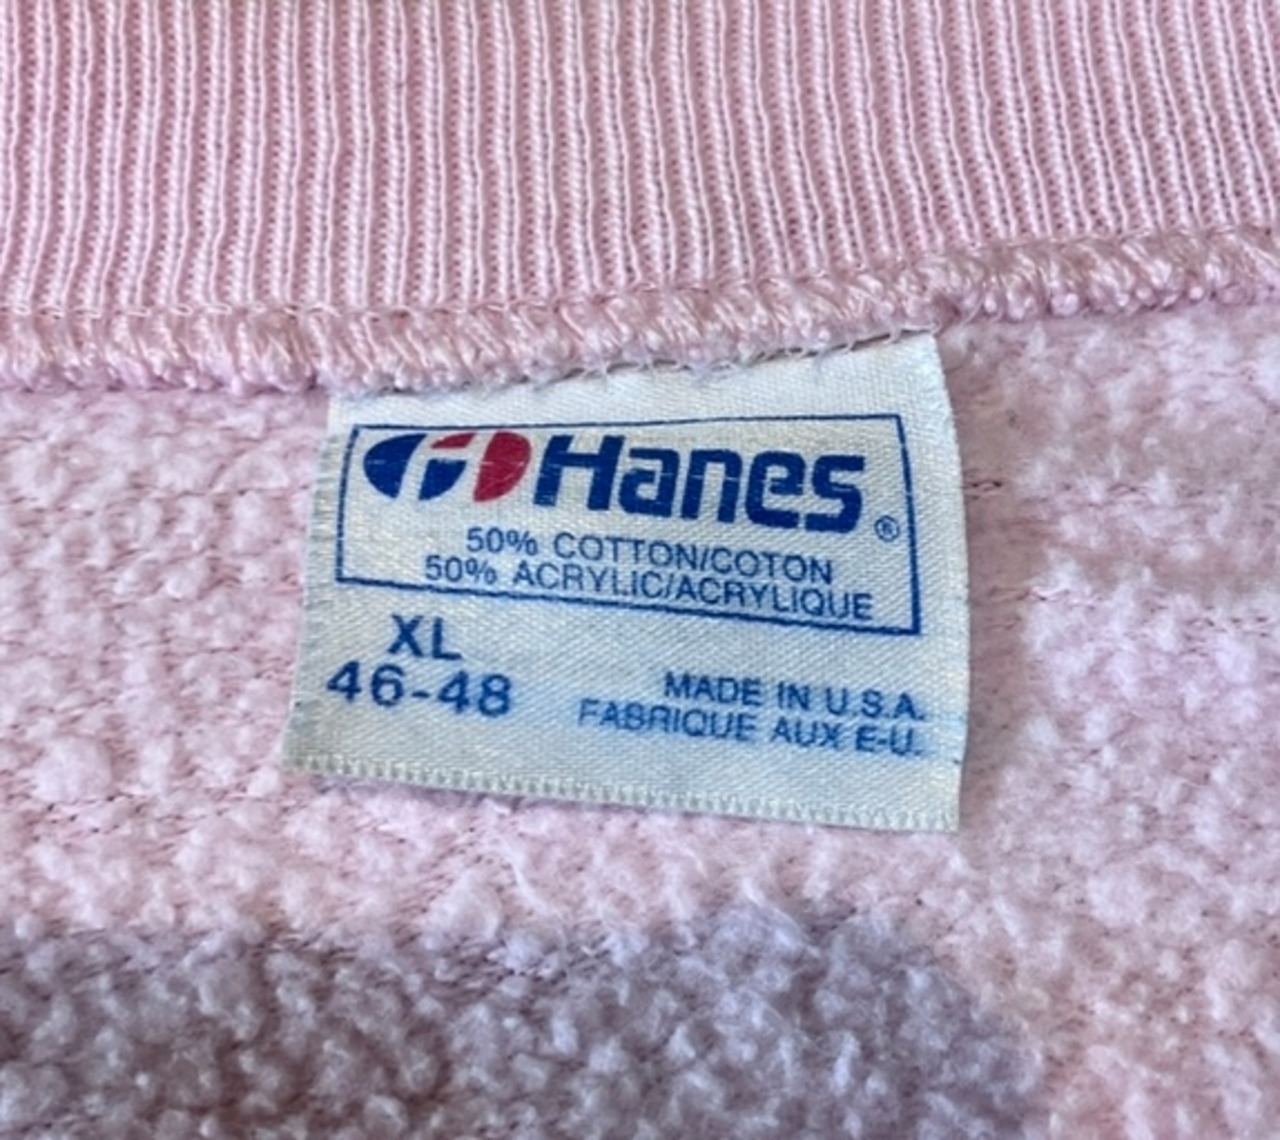 Hanes®
50% COTTON/COTON
50% ACRYLIC/ACRYLIQUE
XL
46-48
MADE IN U.S.A.
FABRIQUE AUX E-U.